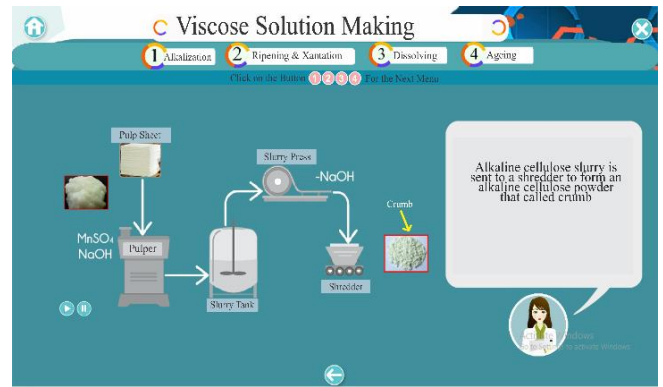 Viscose Solution Making
1 Alkalization 2 Ripening & Xantation 3 Dissolving 4 Ageing
Click on the Button 1 2 3 4 For the Next Menu
Pulp Sheet
Slurry Press
-NaOH
Crumb
MnSO4
NaOH
Pulper
Slurry Tank
Shredder
Alkaline cellulose slurry is
sent to a shredder to form an
alkaline cellulose powder
that called crumb